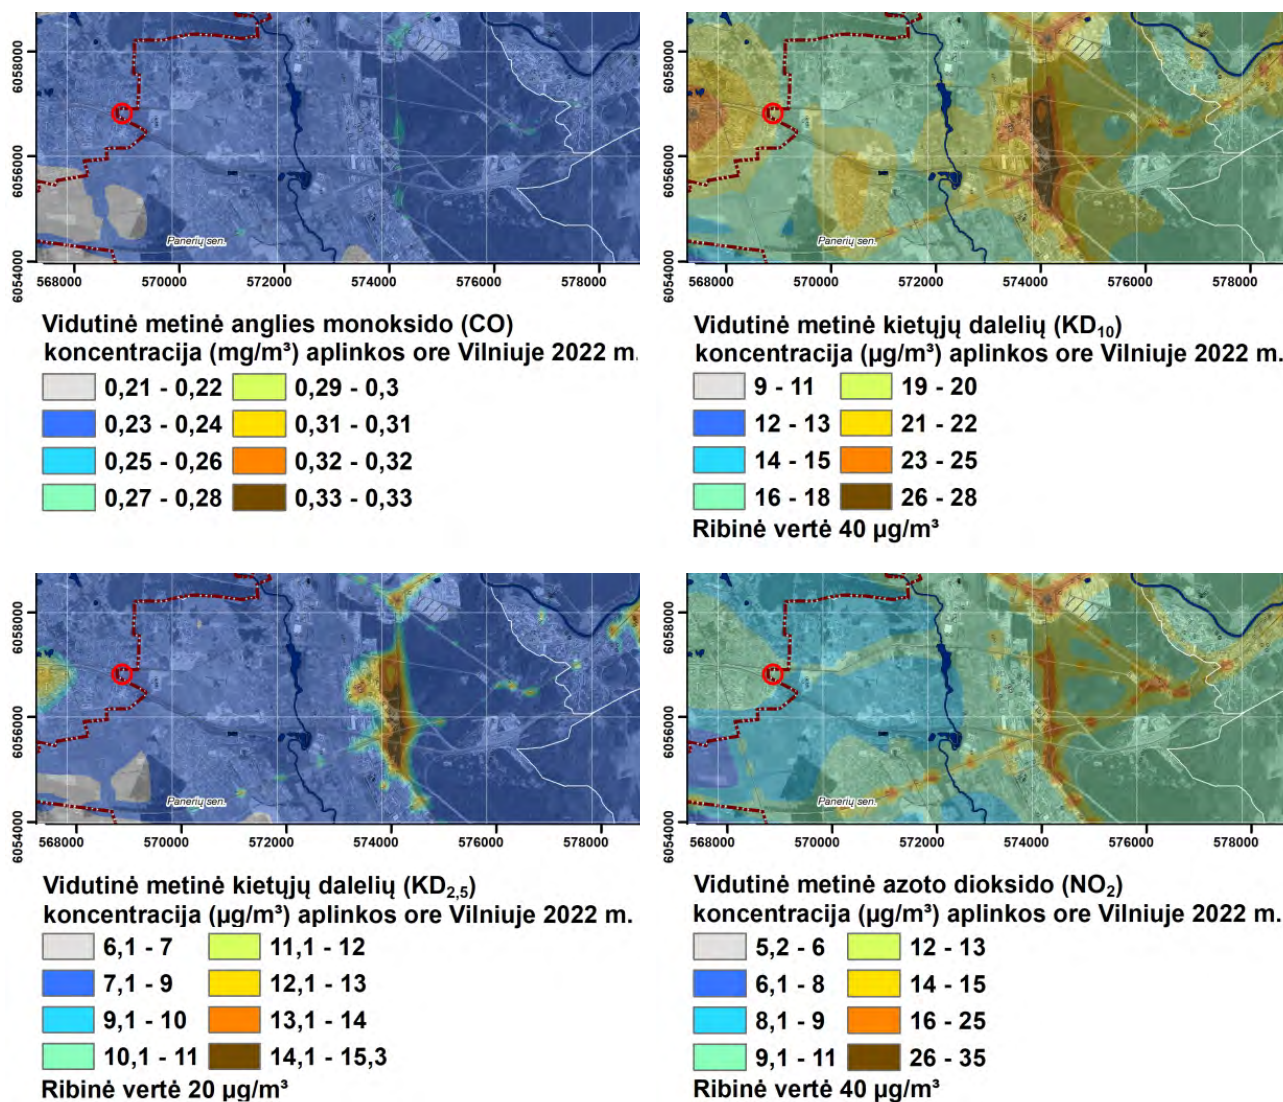 6058000
6056000
6054000
Panerių sen.
568000 570000 572000 574000 576000 578000
Vidutinė metinė anglies monoksido (CO)
koncentracija (mg/m³) aplinkos ore Vilniuje 2022 m.
0,21 - 0,22 0,29 - 0,3
0,23 - 0,24 0,31 - 0,31
0,25 - 0,26 0,32 - 0,32
0,27 - 0,28 0,33 - 0,33
6058000
6056000
6054000
Panerių sen.
568000 570000 572000 574000 576000 578000
Vidutinė metinė kietųjų dalelių (KD₁₀)
koncentracija (µg/m³) aplinkos ore Vilniuje 2022 m.
9 - 11 19 - 20
12 - 13 21 - 22
14 - 15 23 - 25
16 - 18 26 - 28
Ribinė vertė 40 µg/m³
6058000
6056000
6054000
Panerių sen.
568000 570000 572000 574000 576000 578000
Vidutinė metinė kietųjų dalelių (KD₂,₅)
koncentracija (µg/m³) aplinkos ore Vilniuje 2022 m.
6,1 - 7 11,1 - 12
7,1 - 9 12,1 - 13
9,1 - 10 13,1 - 14
10,1 - 11 14,1 - 15,3
Ribinė vertė 20 µg/m³
6058000
6056000
6054000
Panerių sen.
568000 570000 572000 574000 576000 578000
Vidutinė metinė azoto dioksido (NO₂)
koncentracija (µg/m³) aplinkos ore Vilniuje 2022 m.
5,2 - 6 12 - 13
6,1 - 8 14 - 15
8,1 - 9 16 - 25
9,1 - 11 26 - 35
Ribinė vertė 40 µg/m³